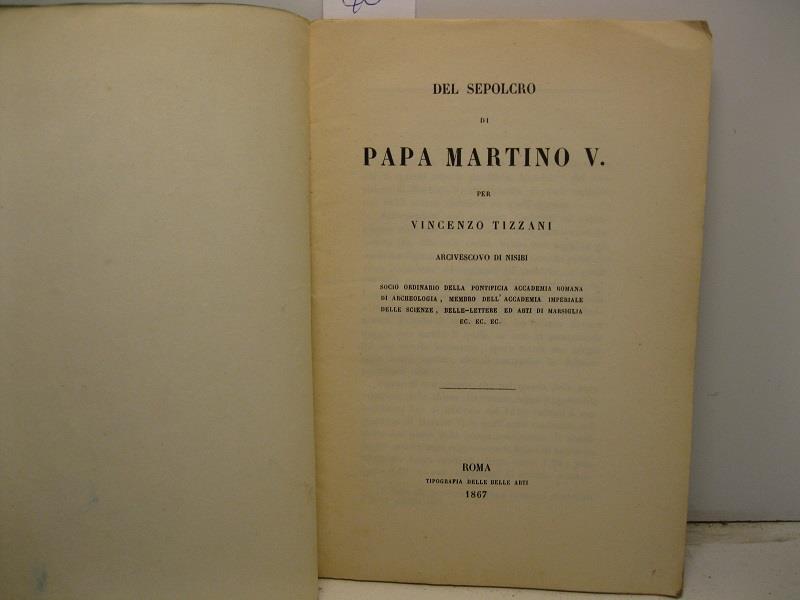 DEL SEPOLCRO
DI
PAPA MARTINO V.
PER
VINCENZO TIZZANI
ARCIVESCOVO DI NISIBI
SOCIO ORDINARIO DELLA PONTIFICIA ACCADEMIA ROMANA
DI ARCHEOLOGIA, MEMBRO DELL'ACCADEMIA IMPERIALE
DELLE SCIENZE, BELLE-LETTERE ED ARTI DI MARSIGLIA
EC. EC. EC.
ROMA
TIPOGRAFIA DELLE BELLE ARTI
1867